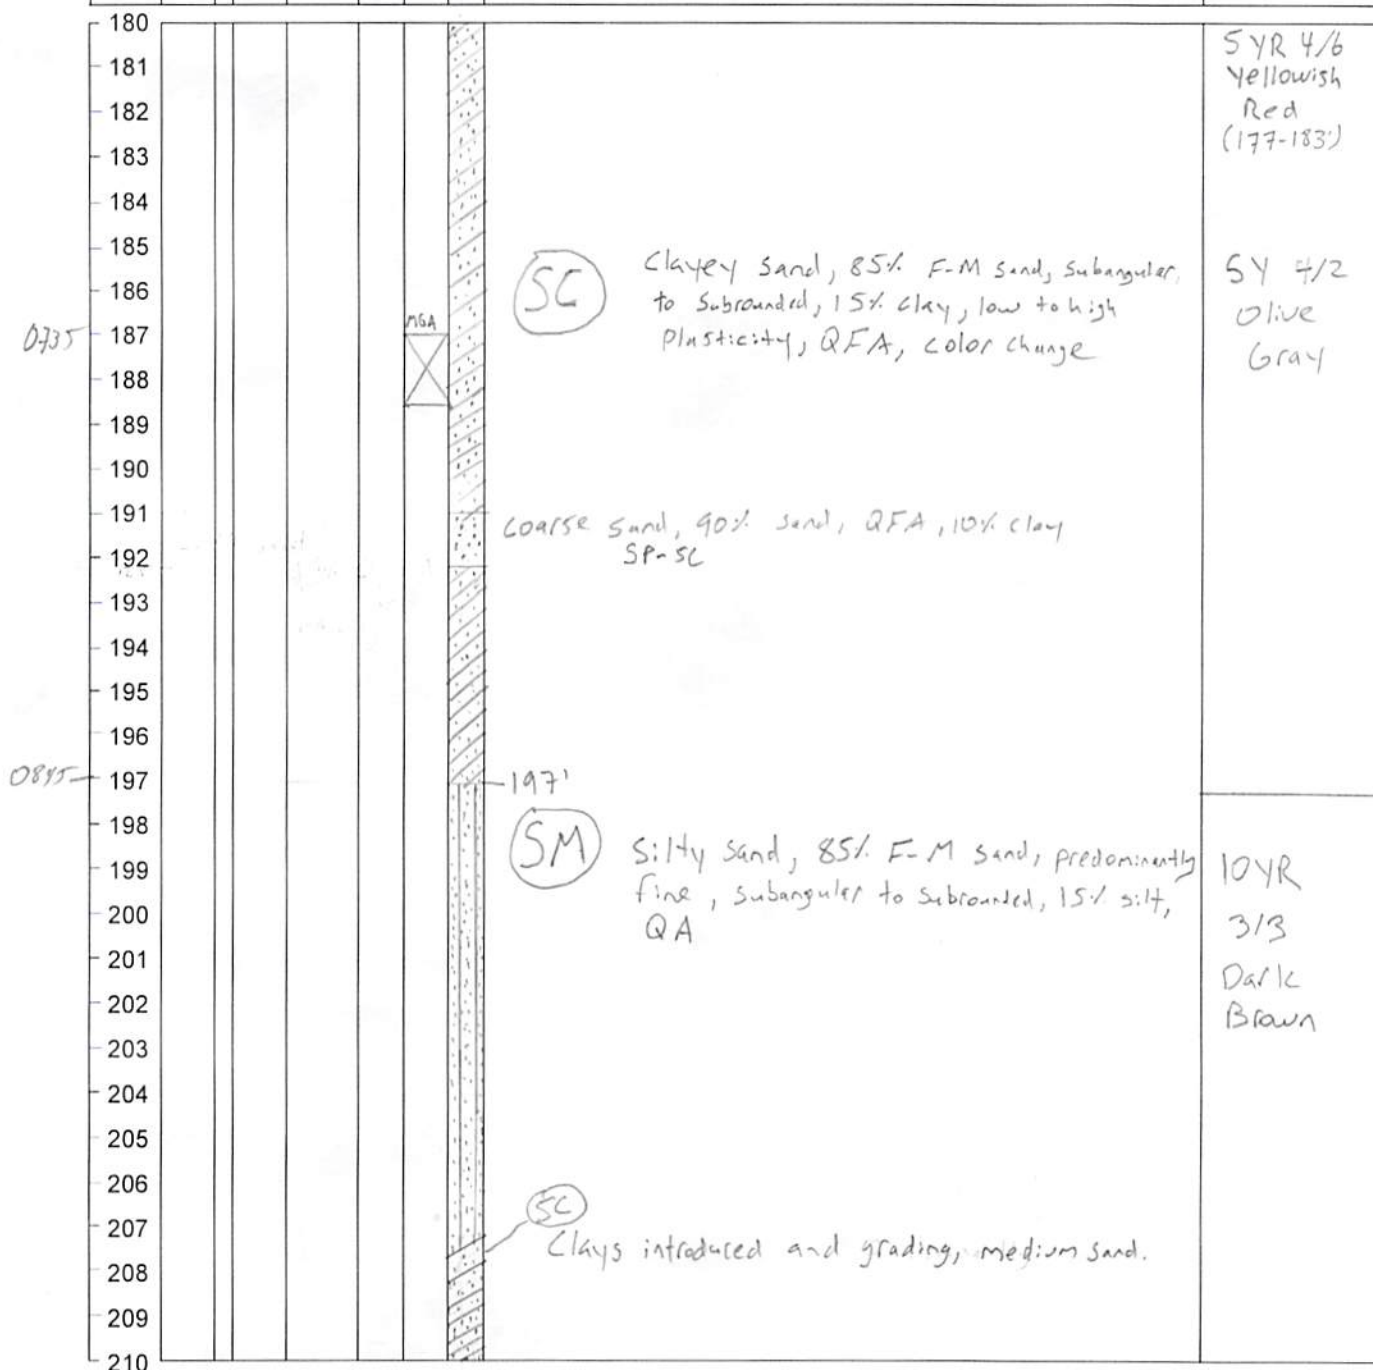 180
181
182
183
184
185
186
187
188
189
190
191
192
193
194
195
196
197
198
199
200
201
202
203
204
205
206
207
208
209
210
0735
0845
MGA
SC
Clayey sand, 85% F-M sand, subangular,
to subrounded, 15% clay, low to high
plasticity, QFA, color change
coarse sand, 90% sand, QFA, 10% clay
SP-SC
197'
SM
Silty sand, 85% F-M sand, predominantly
fine, subangular to subrounded, 15% silt,
QA
SC
Clays introduced and grading, medium sand.
5 YR 4/6
Yellowish
Red
(177-183')
5Y 4/2
Olive
Gray
10YR
3/3
Dark
Brown